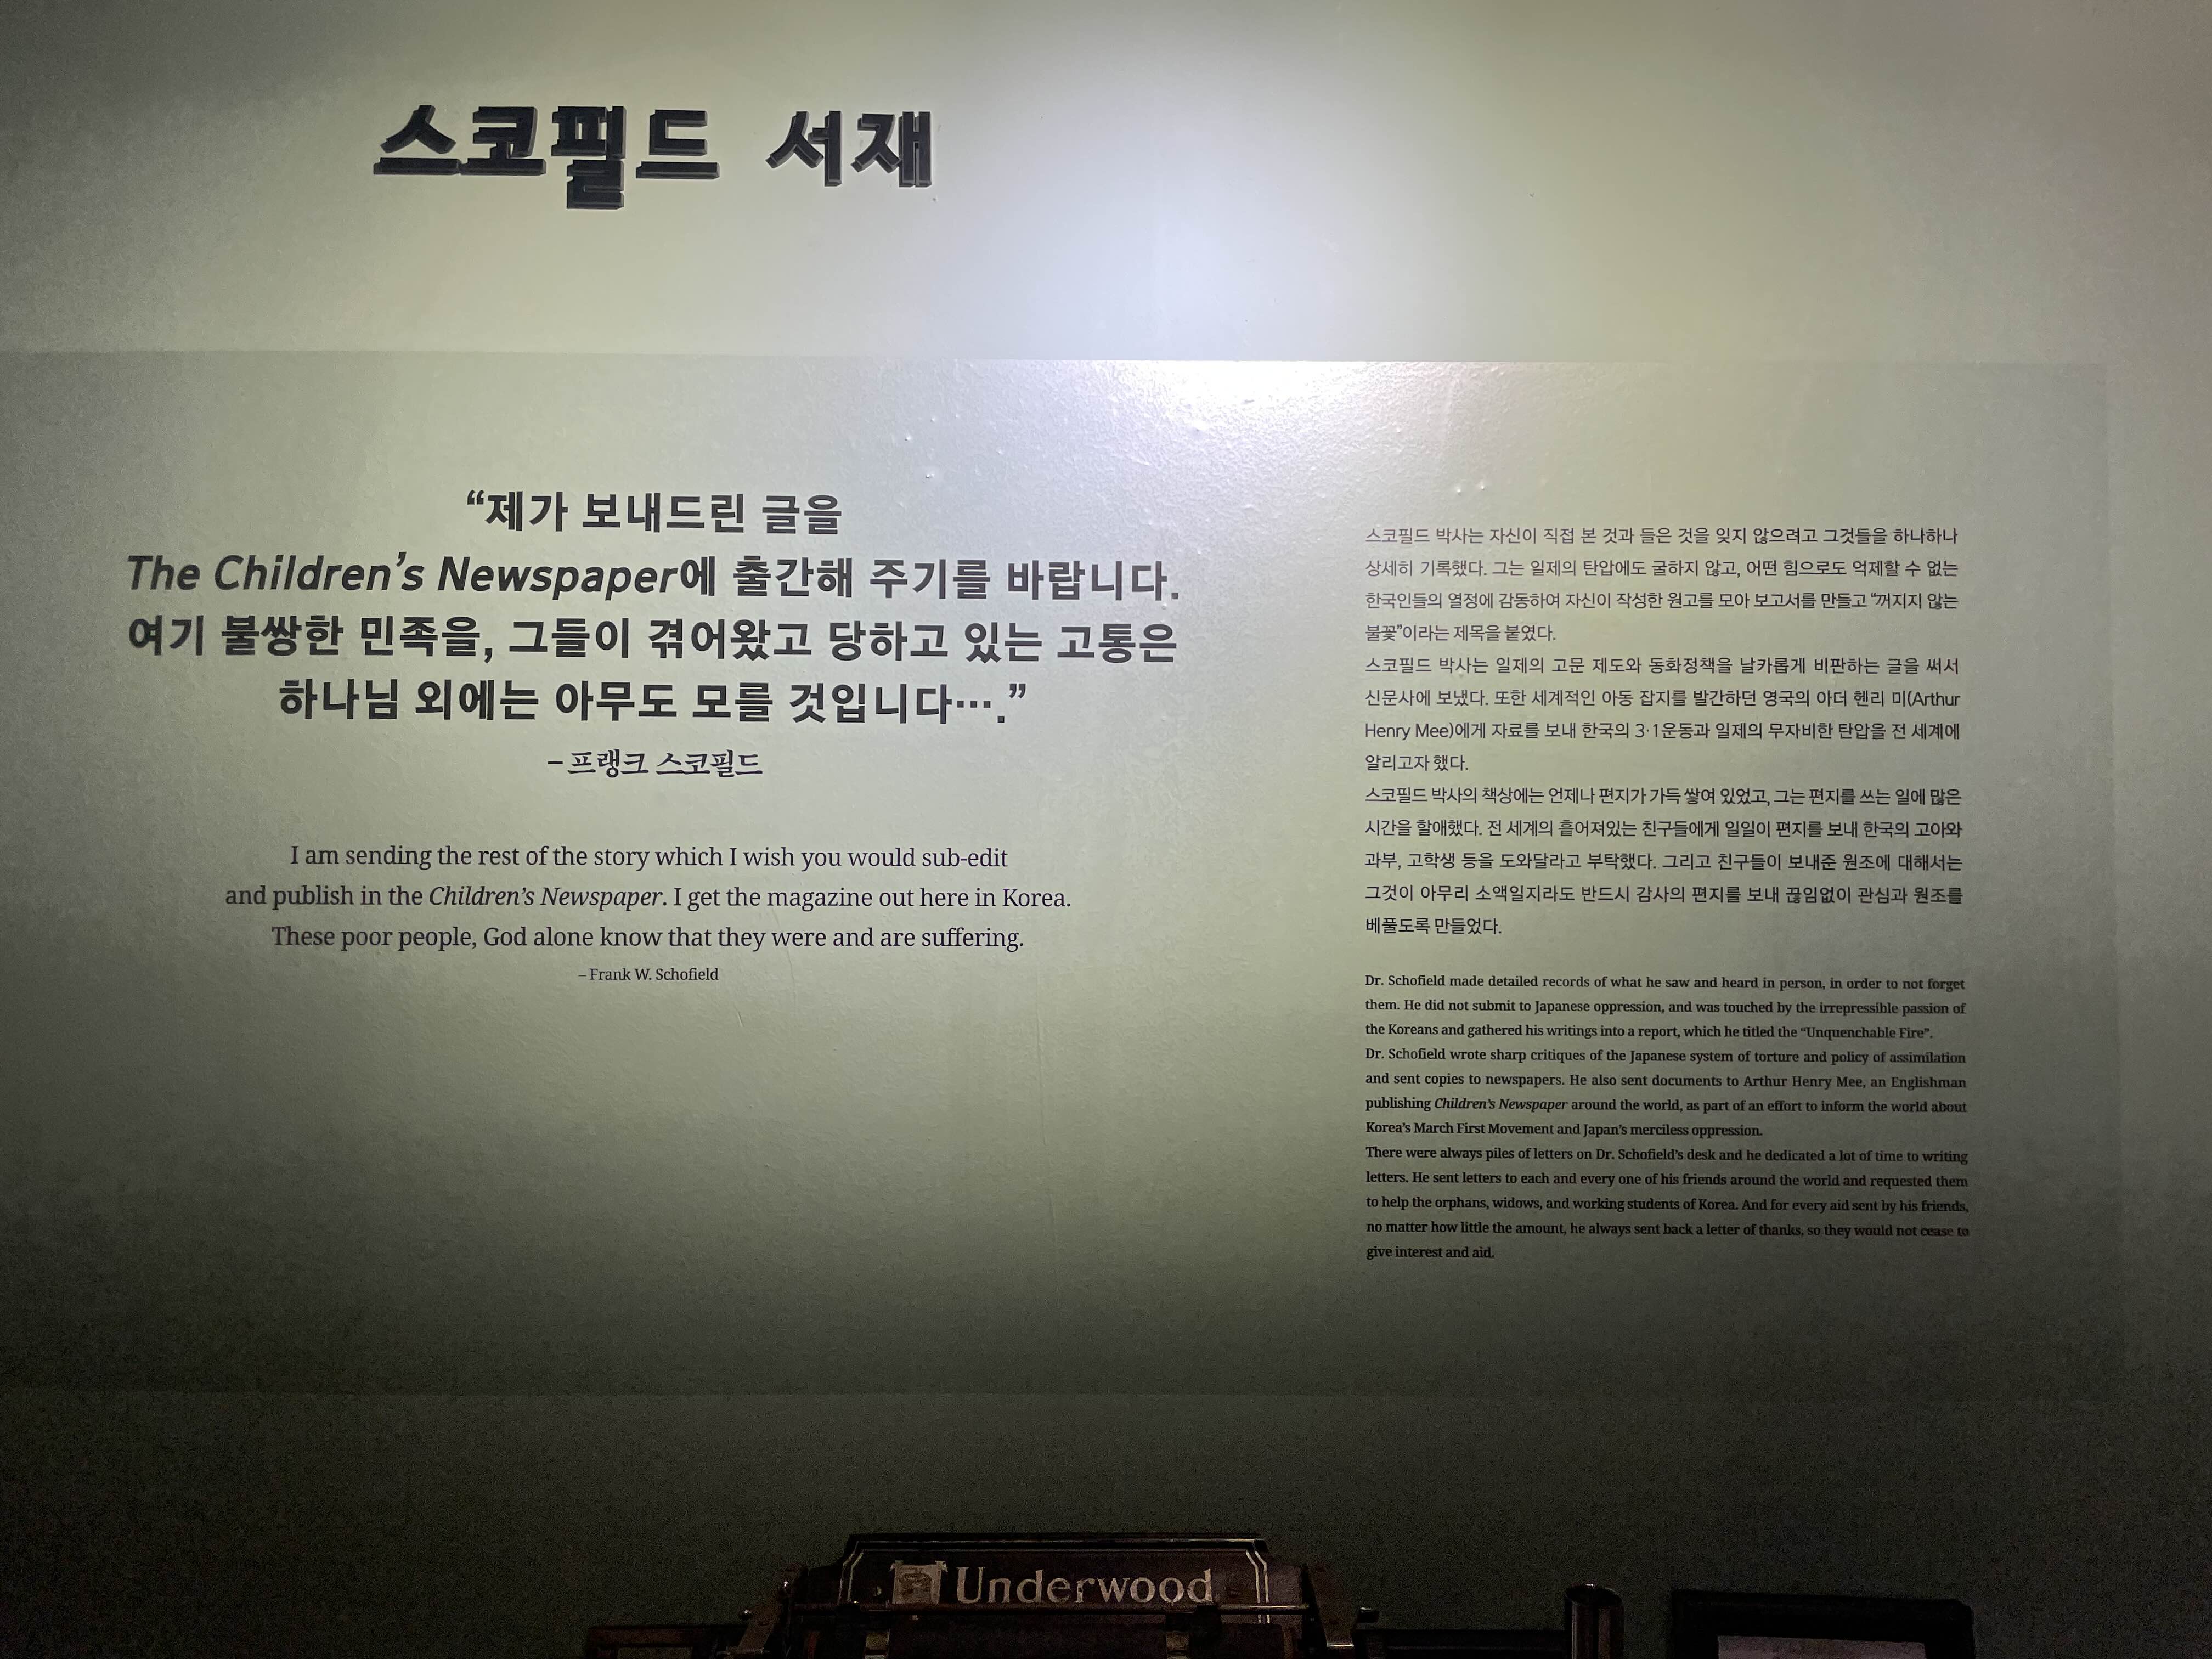 스코필드 서재
“제가 보내드린 글을
The Children’s Newspaper에 출간해 주기를 바랍니다.
여기 불쌍한 민족을, 그들이 겪어왔고 당하고 있는 고통은
하나님 외에는 아무도 모를 것입니다⋯.”
– 프랭크 스코필드
I am sending the rest of the story which I wish you would sub-edit
and publish in the Children’s Newspaper. I get the magazine out here in Korea.
These poor people, God alone know that they were and are suffering.
– Frank W. Schofield
스코필드 박사는 자신이 직접 본 것과 들은 것을 잊지 않으려고 그것들을 하나하나
상세히 기록했다. 그는 일제의 탄압에도 굴하지 않고, 어떤 힘으로도 억제할 수 없는
한국인들의 열정에 감동하여 자신이 작성한 원고를 모아 보고서를 만들고 “꺼지지 않는
불꽃”이라는 제목을 붙였다.
스코필드 박사는 일제의 고문 제도와 동화정책을 날카롭게 비판하는 글을 써서
신문사에 보냈다. 또한 세계적인 아동 잡지를 발간하던 영국의 아더 헨리 미(Arthur
Henry Mee)에게 자료를 보내 한국의 3·1운동과 일제의 무자비한 탄압을 전 세계에
알리고자 했다.
스코필드 박사의 책상에는 언제나 편지가 가득 쌓여 있었고, 그는 편지를 쓰는 일에 많은
시간을 할애했다. 전 세계의 흩어져있는 친구들에게 일일이 편지를 보내 한국의 고아와
과부, 고학생 등을 도와달라고 부탁했다. 그리고 친구들이 보내준 원조에 대해서는
그것이 아무리 소액일지라도 반드시 감사의 편지를 보내 끊임없이 관심과 원조를
베풀도록 만들었다.
Dr. Schofield made detailed records of what he saw and heard in person, in order to not forget
them. He did not submit to Japanese oppression, and was touched by the irrepressible passion of
the Koreans and gathered his writings into a report, which he titled the “Unquenchable Fire”.
Dr. Schofield wrote sharp critiques of the Japanese system of torture and policy of assimilation
and sent copies to newspapers. He also sent documents to Arthur Henry Mee, an Englishman
publishing Children’s Newspaper around the world, as part of an effort to inform the world about
Korea’s March First Movement and Japan’s merciless oppression.
There were always piles of letters on Dr. Schofield’s desk and he dedicated a lot of time to writing
letters. He sent letters to each and every one of his friends around the world and requested them
to help the orphans, widows, and working students of Korea. And for every aid sent by his friends,
no matter how little the amount, he always sent back a letter of thanks, so they would not cease to
give interest and aid.
Underwood